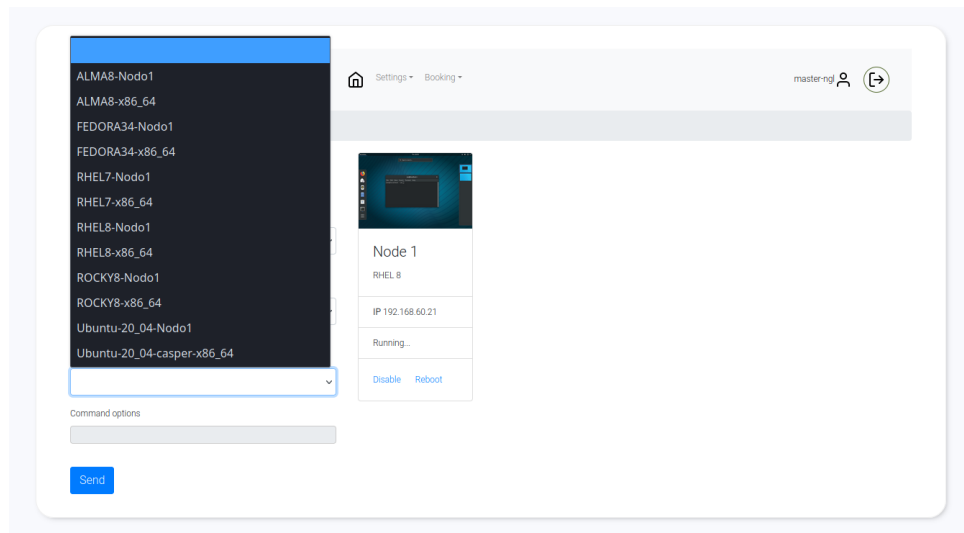 ALMA8-Nodo1
ALMA8-x86_64
FEDORA34-Nodo1
FEDORA34-x86_64
RHEL7-Nodo1
RHEL7-x86_64
RHEL8-Nodo1
RHEL8-x86_64
ROCKY8-Nodo1
ROCKY8-x86_64
Ubuntu-20_04-Nodo1
Ubuntu-20_04-casper-x86_64
Command options
Send
Settings Booking
master-ngl
Node 1
RHEL 8
IP 192.168.60.21
Running...
Disable Reboot